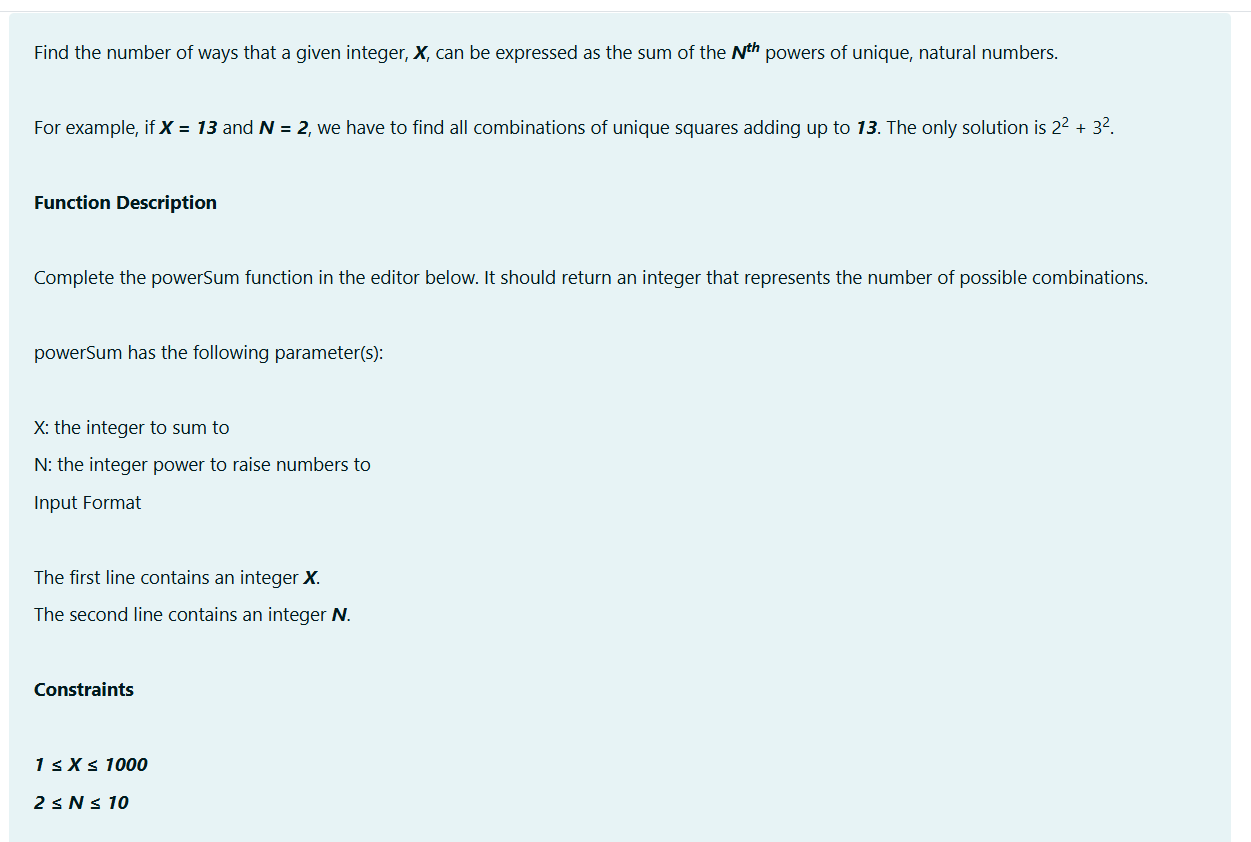 Find the number of ways that a given integer, X, can be expressed as the sum of the Nth powers of unique, natural numbers.
For example, if X = 13 and N = 2, we have to find all combinations of unique squares adding up to 13. The only solution is 2² + 3².
Function Description
Complete the powerSum function in the editor below. It should return an integer that represents the number of possible combinations.
powerSum has the following parameter(s):
X: the integer to sum to
N: the integer power to raise numbers to
Input Format
The first line contains an integer X.
The second line contains an integer N.
Constraints
1 ≤ X ≤ 1000
2 ≤ N ≤ 10